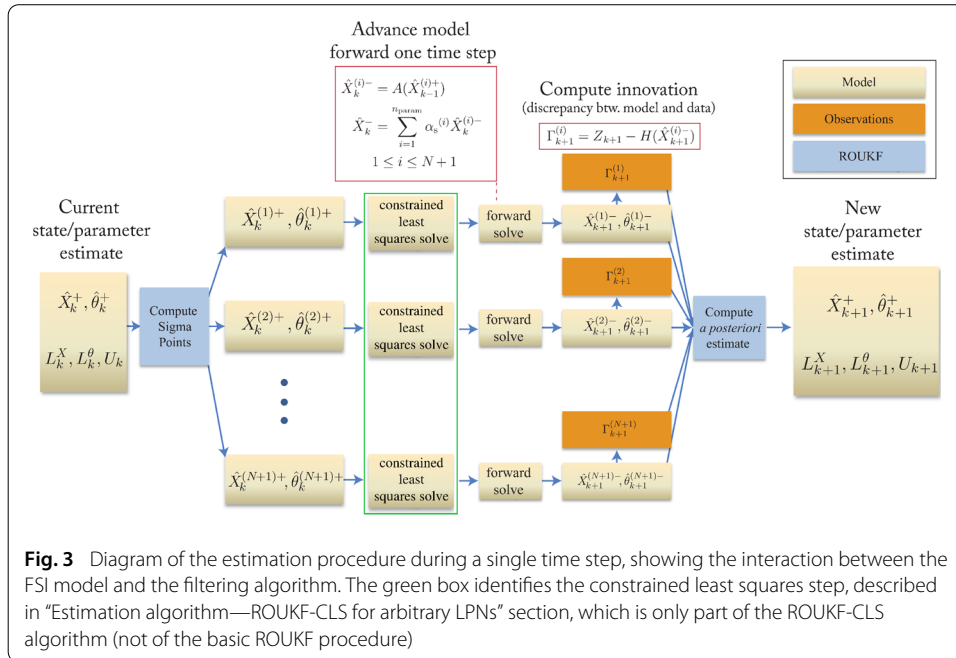 Advance model
forward one time step
X̂_k^{(i)−} = A(X̂_{k−1}^{(i)+})
X̂_k^− = ∑_{i=1}^{n_param} α_s^{(i)} X̂_k^{(i)−}
1 ≤ i ≤ N + 1
Compute innovation
(discrepancy btw. model and data)
Γ_{k+1}^{(i)} = Z_{k+1} − H(X̂_{k+1}^{(i)−})
Model
Observations
ROUKF
Current
state/parameter
estimate
X̂_k^+, θ̂_k^+
L_k^X, L_k^θ, U_k
Compute
Sigma
Points
X̂_k^{(1)+}, θ̂_k^{(1)+}
constrained
least
squares solve
forward
solve
Γ_{k+1}^{(1)}
X̂_{k+1}^{(1)−}, θ̂_{k+1}^{(1)−}
X̂_k^{(2)+}, θ̂_k^{(2)+}
constrained
least
squares solve
forward
solve
Γ_{k+1}^{(2)}
X̂_{k+1}^{(2)−}, θ̂_{k+1}^{(2)−}
X̂_k^{(N+1)+}, θ̂_k^{(N+1)+}
constrained
least
squares solve
forward
solve
Γ_{k+1}^{(N+1)}
X̂_{k+1}^{(N+1)−}, θ̂_{k+1}^{(N+1)−}
Compute
a posteriori
estimate
New
state/parameter
estimate
X̂_{k+1}^+, θ̂_{k+1}^+
L_{k+1}^X, L_{k+1}^θ, U_{k+1}
Fig. 3 Diagram of the estimation procedure during a single time step, showing the interaction between the
FSI model and the filtering algorithm. The green box identifies the constrained least squares step, described
in “Estimation algorithm—ROUKF-CLS for arbitrary LPNs” section, which is only part of the ROUKF-CLS
algorithm (not of the basic ROUKF procedure)